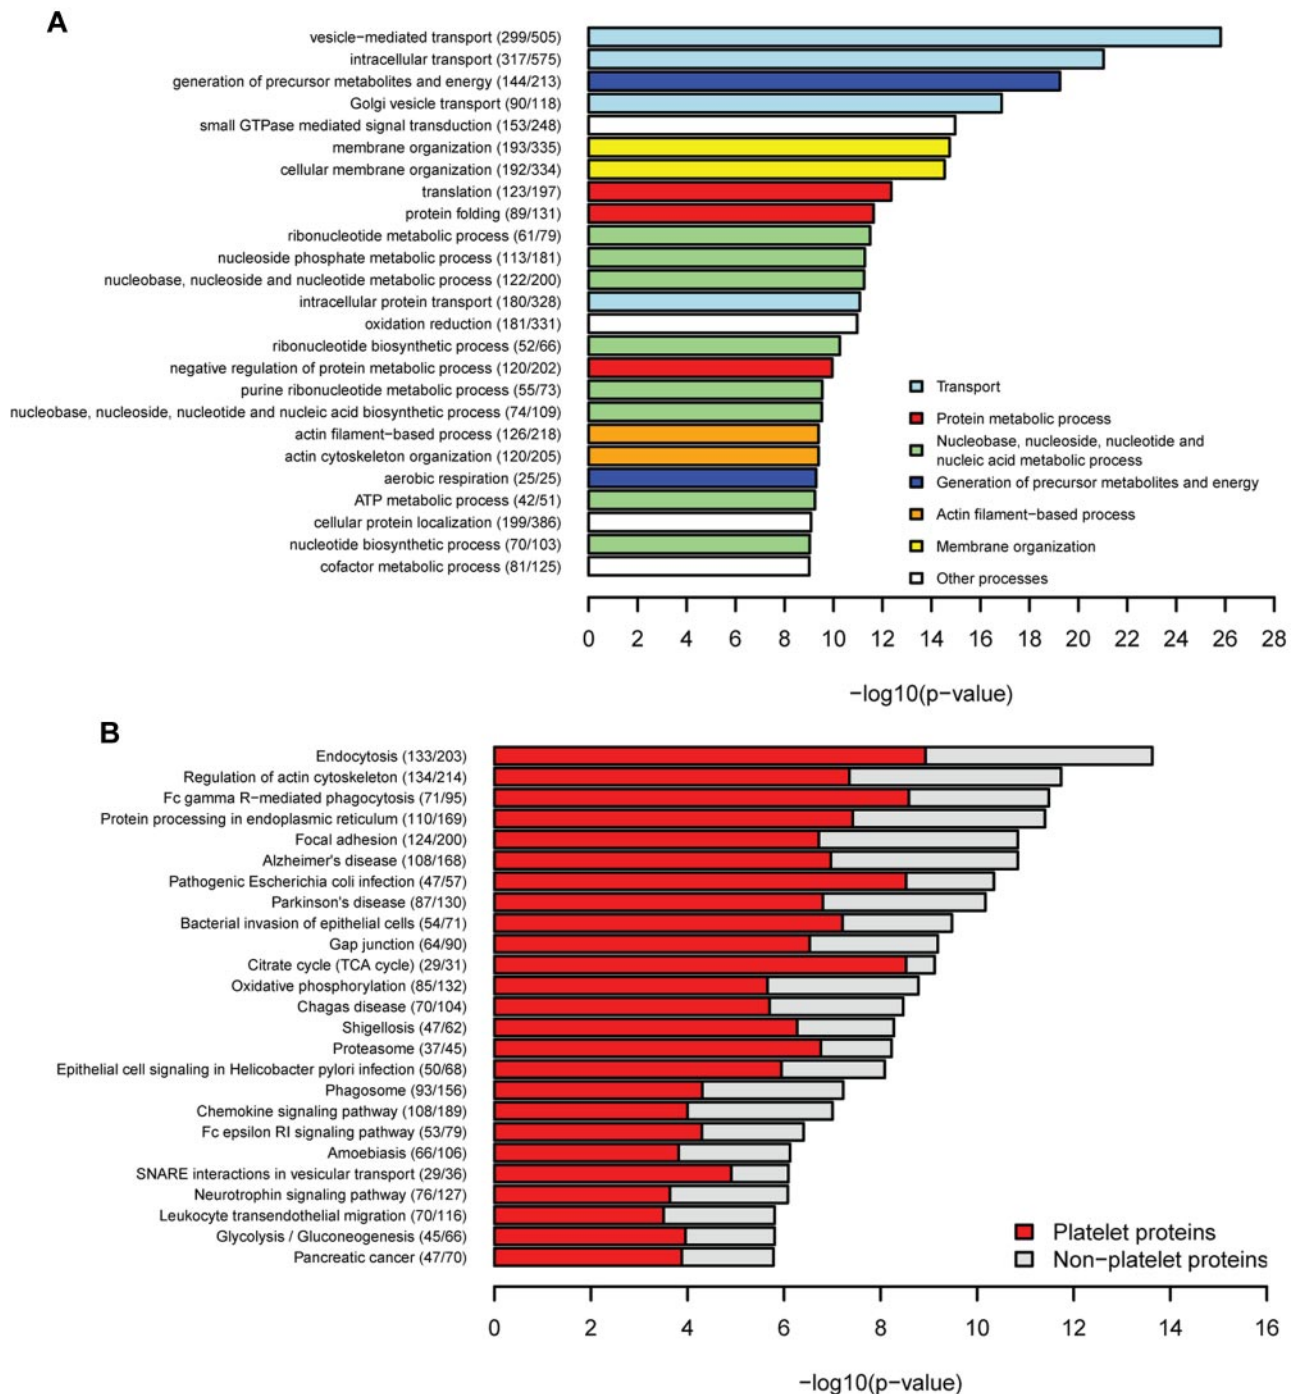 A
vesicle−mediated transport (299/505)
intracellular transport (317/575)
generation of precursor metabolites and energy (144/213)
Golgi vesicle transport (90/118)
small GTPase mediated signal transduction (153/248)
membrane organization (193/335)
cellular membrane organization (192/334)
translation (123/197)
protein folding (89/131)
ribonucleotide metabolic process (61/79)
nucleoside phosphate metabolic process (113/181)
nucleobase, nucleoside and nucleotide metabolic process (122/200)
intracellular protein transport (180/328)
oxidation reduction (181/331)
ribonucleotide biosynthetic process (52/66)
negative regulation of protein metabolic process (120/202)
purine ribonucleotide metabolic process (55/73)
nucleobase, nucleoside, nucleotide and nucleic acid biosynthetic process (74/109)
actin filament−based process (126/218)
actin cytoskeleton organization (120/205)
aerobic respiration (25/25)
ATP metabolic process (42/51)
cellular protein localization (199/386)
nucleotide biosynthetic process (70/103)
cofactor metabolic process (81/125)
Transport
Protein metabolic process
Nucleobase, nucleoside, nucleotide and
nucleic acid metabolic process
Generation of precursor metabolites and energy
Actin filament−based process
Membrane organization
Other processes
0 2 4 6 8 10 12 14 16 18 20 22 24 26 28
−log10(p−value)
B
Endocytosis (133/203)
Regulation of actin cytoskeleton (134/214)
Fc gamma R−mediated phagocytosis (71/95)
Protein processing in endoplasmic reticulum (110/169)
Focal adhesion (124/200)
Alzheimer's disease (108/168)
Pathogenic Escherichia coli infection (47/57)
Parkinson's disease (87/130)
Bacterial invasion of epithelial cells (54/71)
Gap junction (64/90)
Citrate cycle (TCA cycle) (29/31)
Oxidative phosphorylation (85/132)
Chagas disease (70/104)
Shigellosis (47/62)
Proteasome (37/45)
Epithelial cell signaling in Helicobacter pylori infection (50/68)
Phagosome (93/156)
Chemokine signaling pathway (108/189)
Fc epsilon RI signaling pathway (53/79)
Amoebiasis (66/106)
SNARE interactions in vesicular transport (29/36)
Neurotrophin signaling pathway (76/127)
Leukocyte transendothelial migration (70/116)
Glycolysis / Gluconeogenesis (45/66)
Pancreatic cancer (47/70)
Platelet proteins
Non−platelet proteins
0 2 4 6 8 10 12 14 16
−log10(p−value)